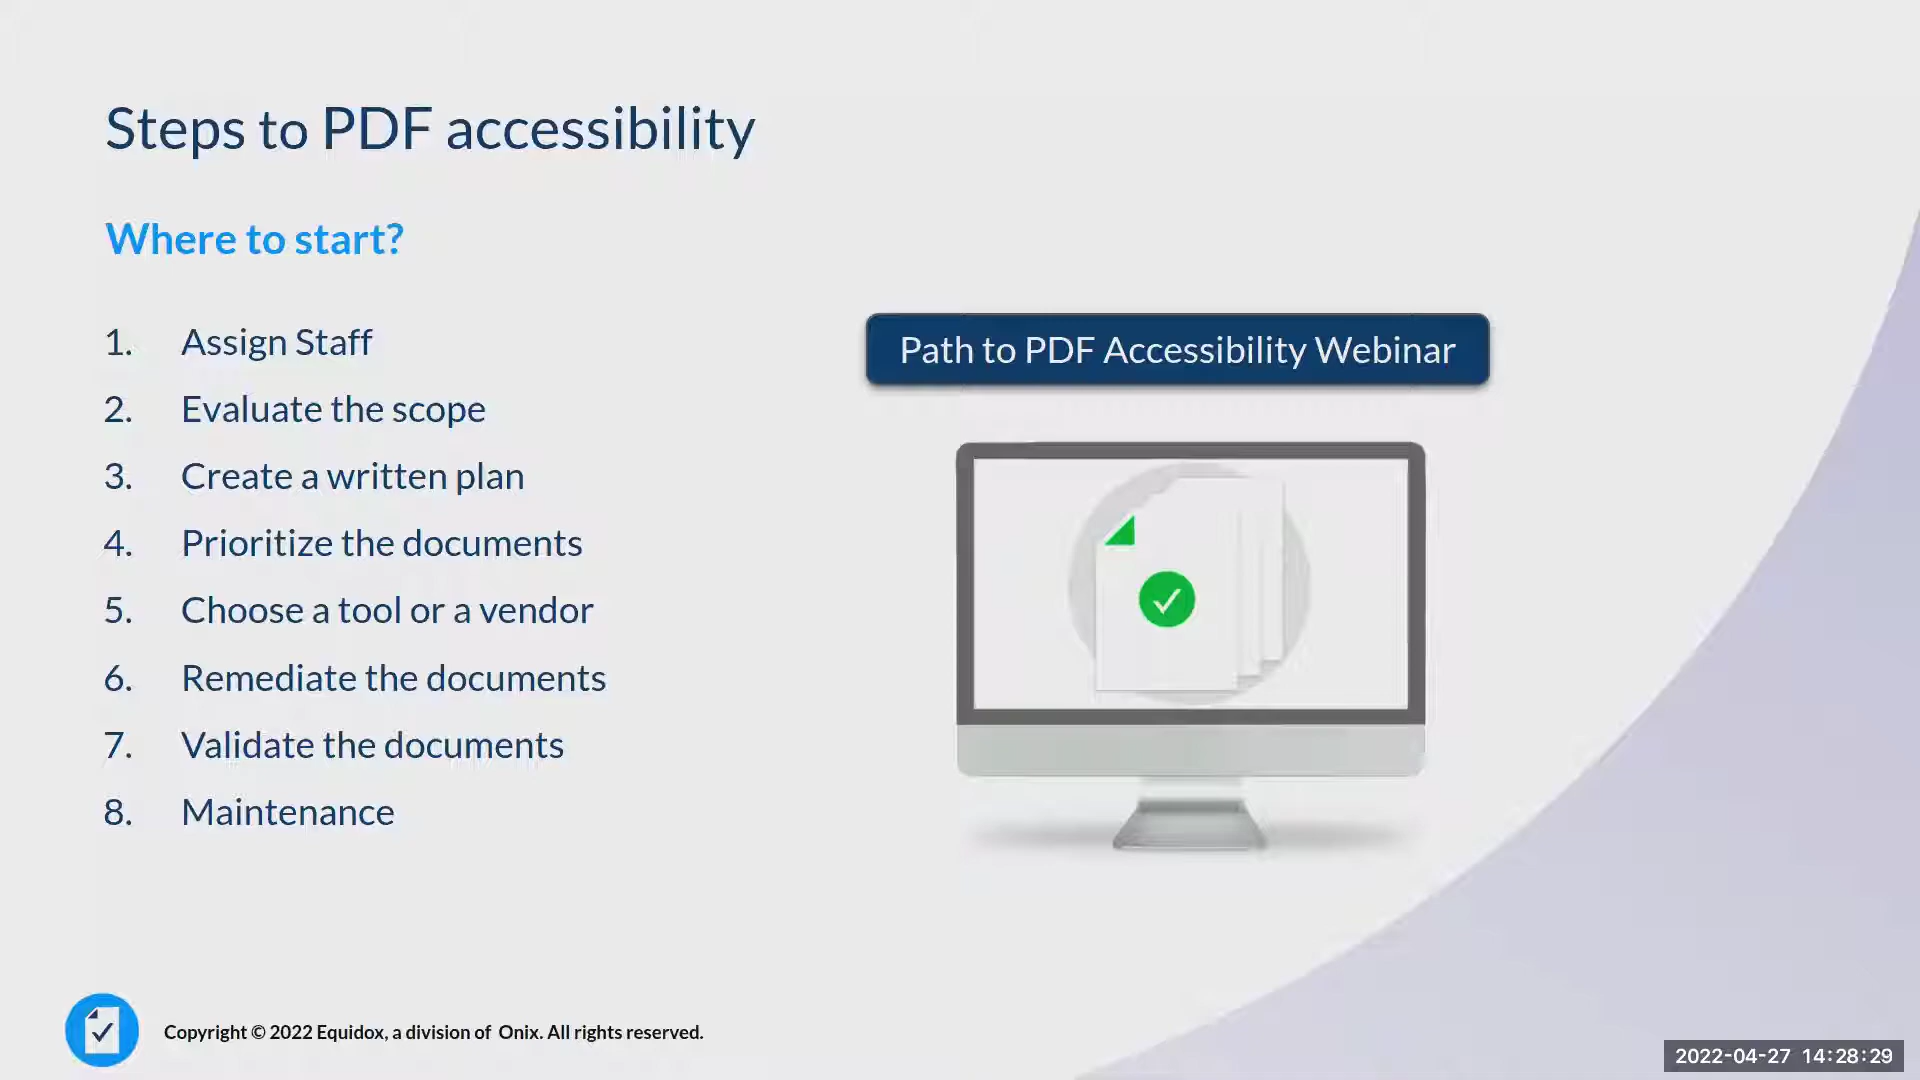 Steps to PDF accessibility
Where to start?
1. Assign Staff
2. Evaluate the scope
3. Create a written plan
4. Prioritize the documents
5. Choose a tool or a vendor
6. Remediate the documents
7. Validate the documents
8. Maintenance
Path to PDF Accessibility Webinar
Copyright © 2022 Equidox, a division of Onix. All rights reserved.
2022-04-27 14:28:29